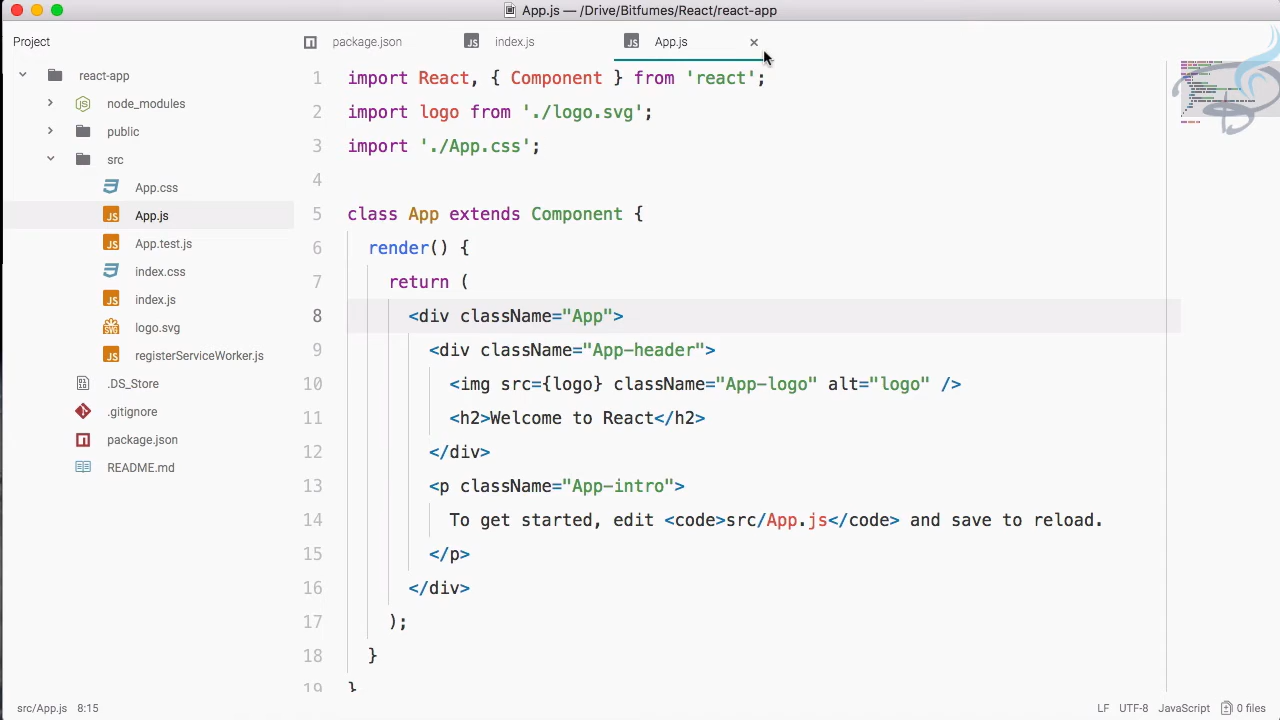 App.js — /Drive/Bitfumes/React/react-app
Project
package.json
index.js
App.js
react-app
node_modules
public
src
App.css
App.js
App.test.js
index.css
index.js
logo.svg
registerServiceWorker.js
.DS_Store
.gitignore
package.json
README.md
1 import React, { Component } from 'react';
2 import logo from './logo.svg';
3 import './App.css';
4
5 class App extends Component {
6 render() {
7 return (
8 <div className="App">
9 <div className="App-header">
10 <img src={logo} className="App-logo" alt="logo" />
11 <h2>Welcome to React</h2>
12 </div>
13 <p className="App-intro">
14 To get started, edit <code>src/App.js</code> and save to reload.
15 </p>
16 </div>
17 );
18 }
19 }
src/App.js 8:15
LF UTF-8 JavaScript 0 files